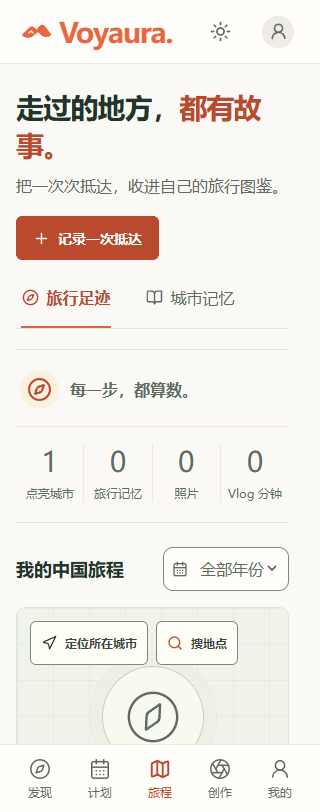 Voyaura.
走过的地方，都有故
事。
把一次次抵达，收进自己的旅行图鉴。
记录一次抵达
旅行足迹 城市记忆
每一步，都算数。
1 0 0 0
点亮城市 旅行记忆 照片 Vlog 分钟
我的中国旅程 全部年份
定位所在城市 搜地点
发现 计划 旅程 创作 我的